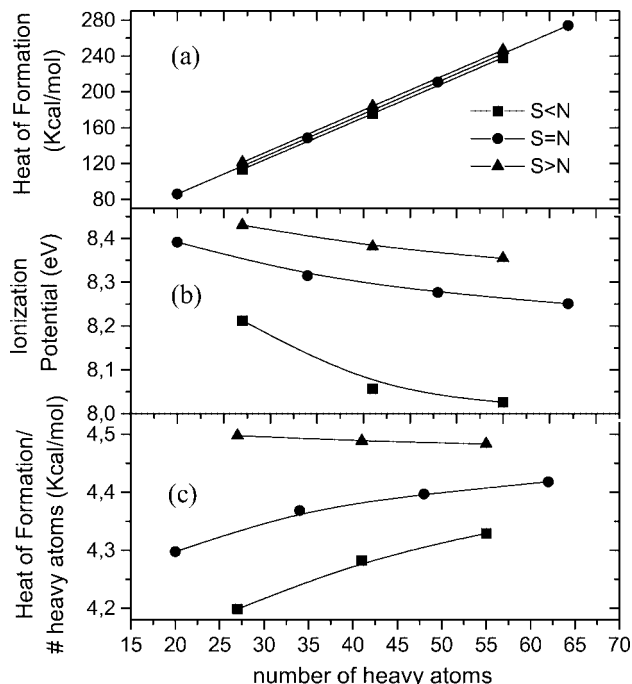 Heat of Formation
(Kcal/mol)
280
240
200
160
120
80
(a)
S<N
S=N
S>N
Ionization
Potential (eV)
8,4
8,3
8,2
8,1
8,0
(b)
Heat of Formation/
# heavy atoms (Kcal/mol)
4,5
4,4
4,3
4,2
(c)
15 20 25 30 35 40 45 50 55 60 65 70
number of heavy atoms